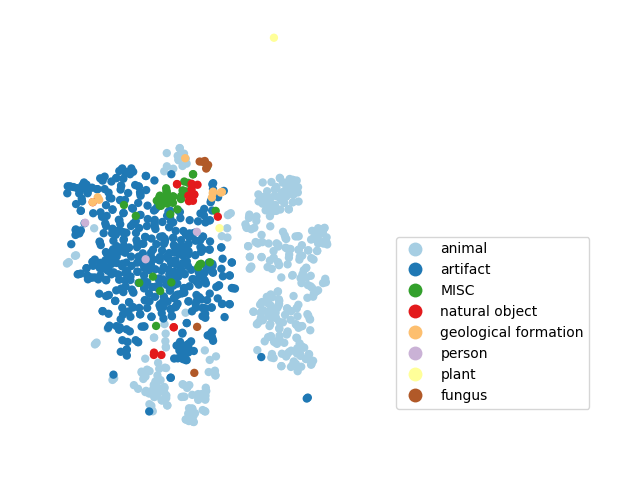 animal
artifact
MISC
natural object
geological formation
person
plant
fungus